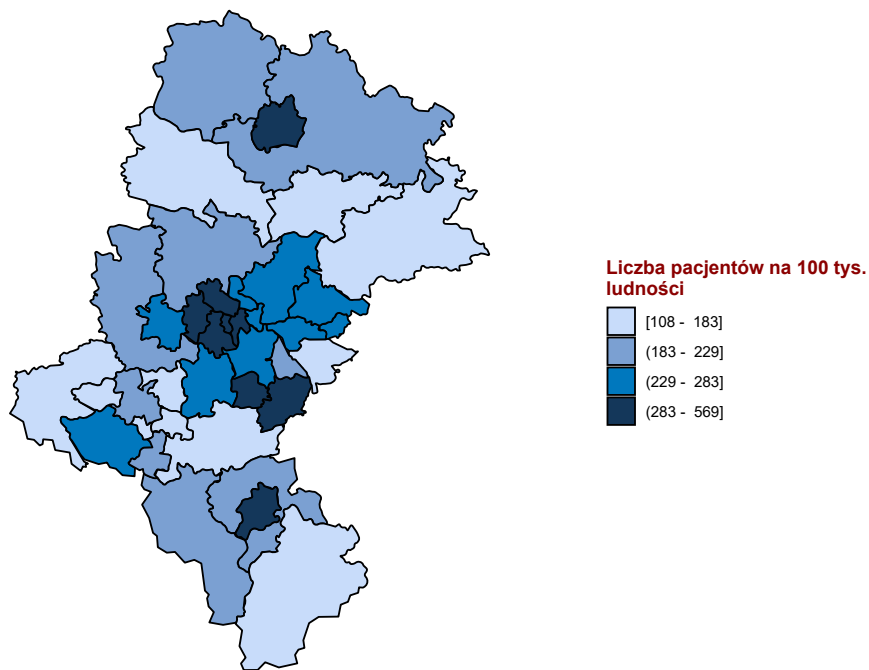 Liczba pacjentów na 100 tys.
ludności
[108 - 183]
(183 - 229]
(229 - 283]
(283 - 569]